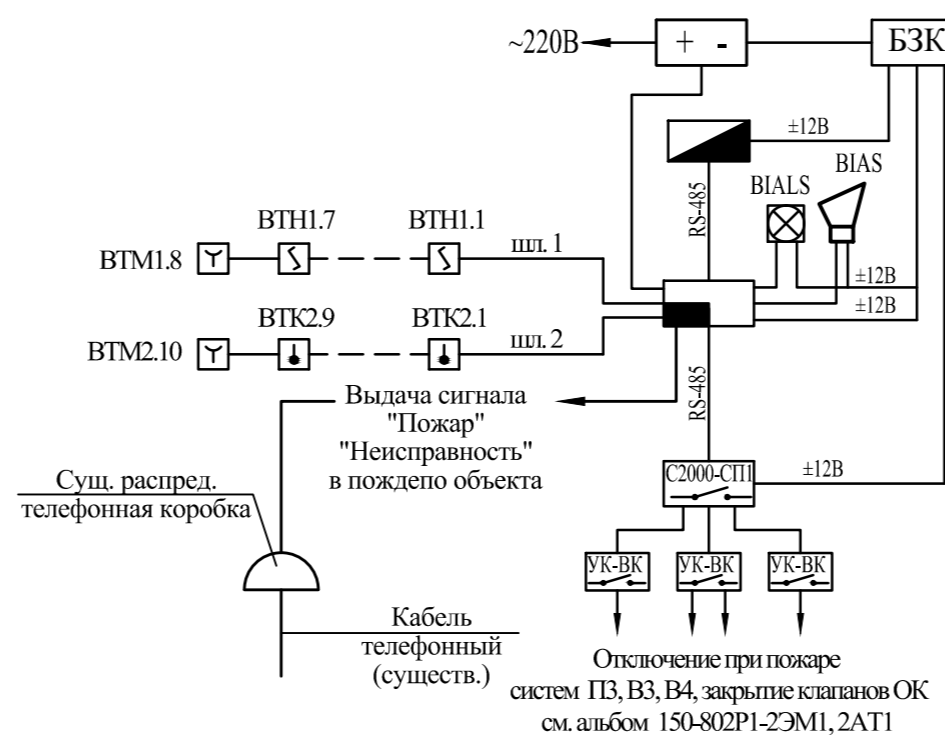 ~220В
+ -
БЗК
±12В
RS-485
BIALS
BIAS
ВТН1.7
ВТН1.1
шл. 1
ВТМ1.8
±12В
±12В
ВТК2.9
ВТК2.1
шл. 2
ВТМ2.10
RS-485
Выдача сигнала
"Пожар"
"Неисправность"
в пождепо объекта
Сущ. распред.
телефонная коробка
С2000-СП1
±12В
УК-ВК
УК-ВК
УК-ВК
Кабель
телефонный
(существ.)
Отключение при пожаре
систем П3, В3, В4, закрытие клапанов ОК
см. альбом 150-802Р1-2ЭМ1, 2АТ1